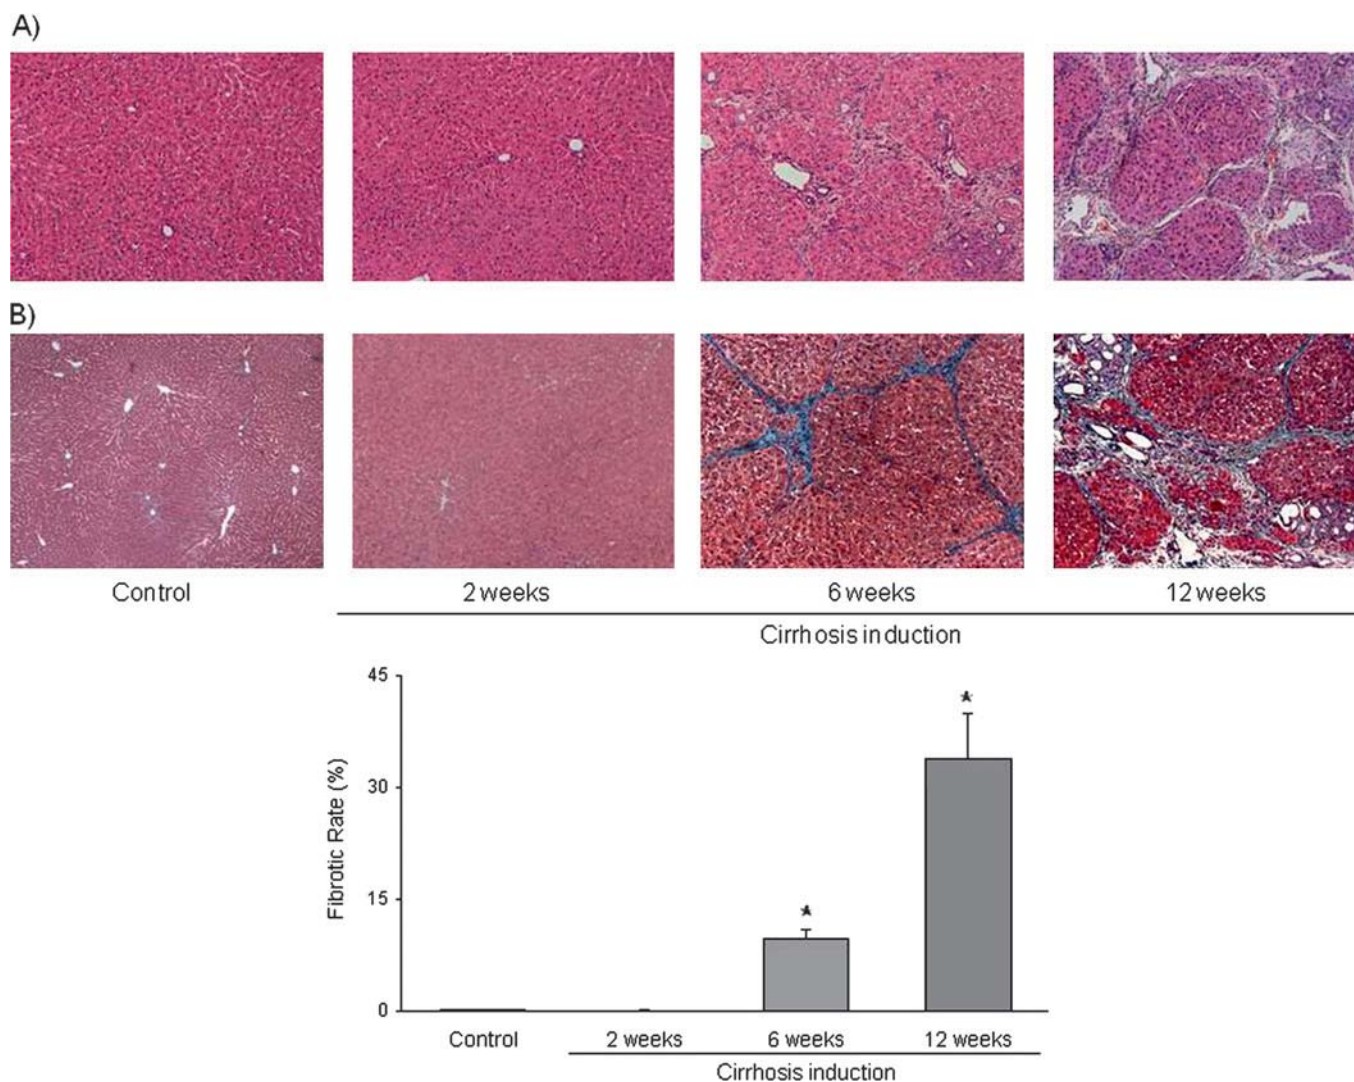 A)
B)
Control
2 weeks
6 weeks
12 weeks
Cirrhosis induction
45
30
15
0
Fibrotic Rate (%)
*
*
Control
2 weeks
6 weeks
12 weeks
Cirrhosis induction